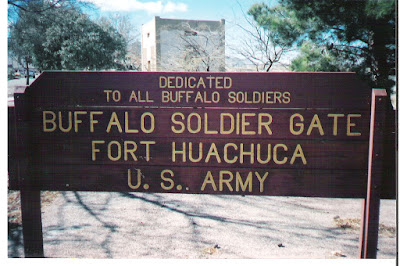 DEDICATED
TO ALL BUFFALO SOLDIERS
BUFFALO SOLDIER GATE
FORT HUACHUCA
U. S. ARMY